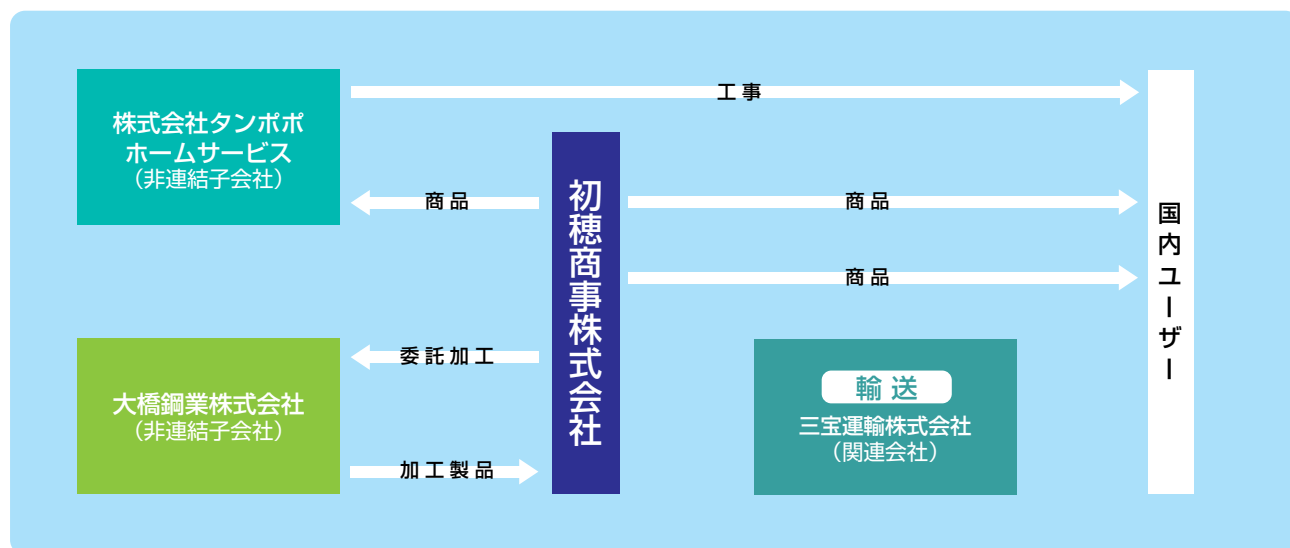 工事
株式会社タンポポ
ホームサービス
（非連結子会社）
商品
初穂商事株式会社
商品
国内ユーザー
商品
委託加工
大橋鋼業株式会社
（非連結子会社）
加工製品
輸送
三宝運輸株式会社
（関連会社）